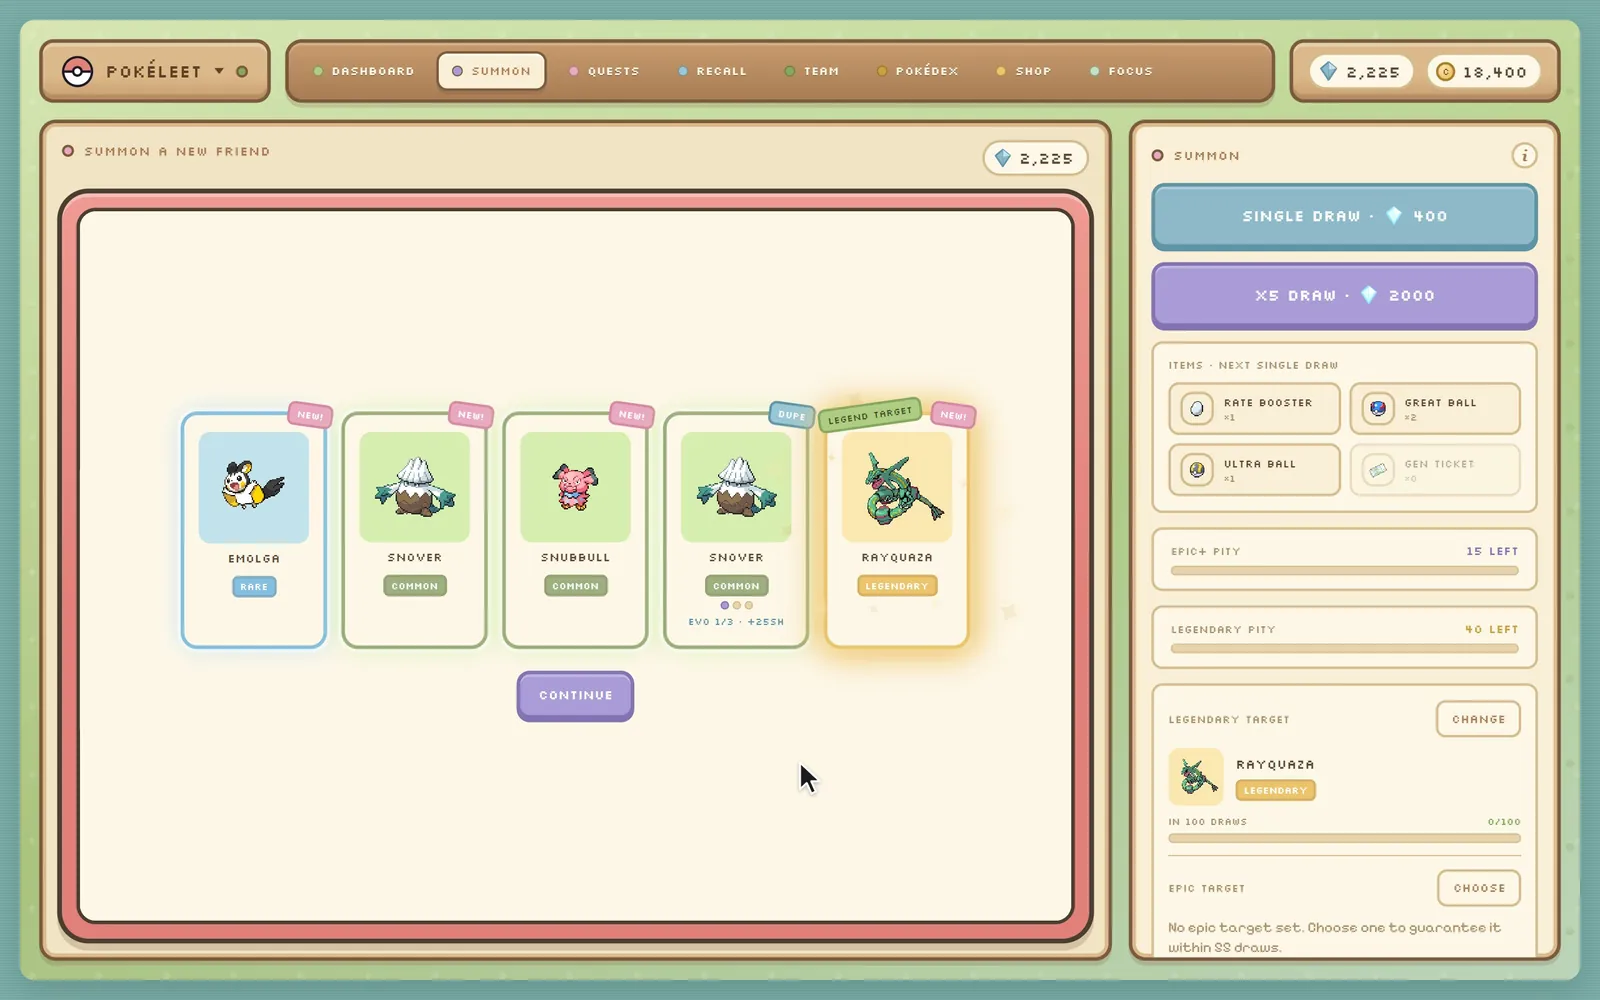 POKÉLEET
DASHBOARD
SUMMON
QUESTS
RECALL
TEAM
POKÉDEX
SHOP
FOCUS
2,225
18,400
SUMMON A NEW FRIEND
2,225
NEW!
NEW!
NEW!
DUPE
LEGEND TARGET
NEW!
EMOLGA
RARE
SNOVER
COMMON
SNUBBULL
COMMON
SNOVER
COMMON
EVO 1/3 · +25SH
RAYQUAZA
LEGENDARY
CONTINUE
SUMMON
i
SINGLE DRAW · 400
X5 DRAW · 2000
ITEMS · NEXT SINGLE DRAW
RATE BOOSTER
×1
GREAT BALL
×2
ULTRA BALL
×1
GEN TICKET
×0
EPIC+ PITY
15 LEFT
LEGENDARY PITY
40 LEFT
LEGENDARY TARGET
CHANGE
RAYQUAZA
LEGENDARY
IN 100 DRAWS
0/100
EPIC TARGET
CHOOSE
No epic target set. Choose one to guarantee it
within 55 draws.